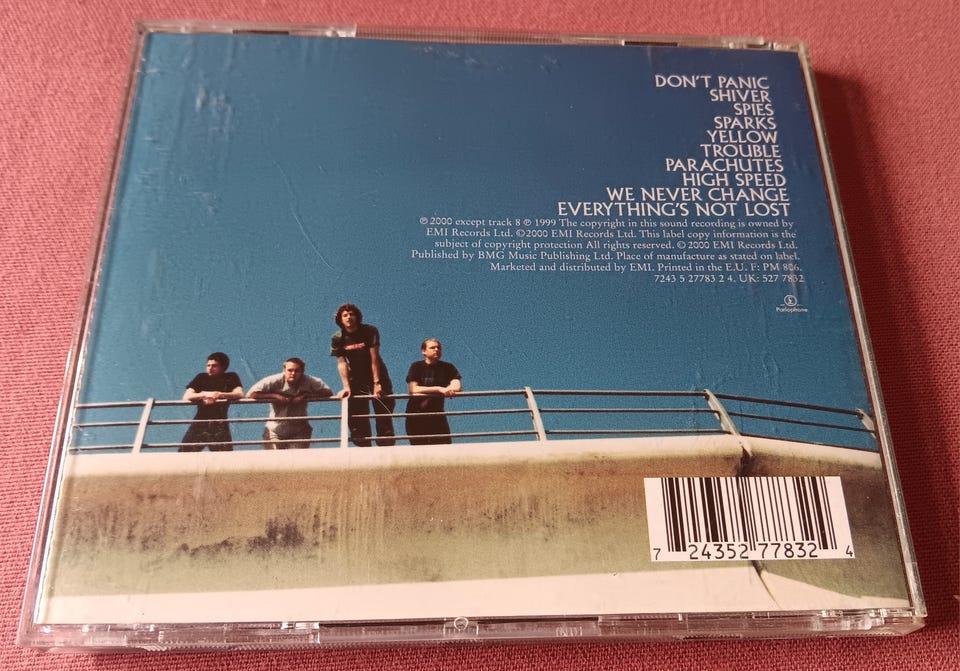 DON'T PANIC
SHIVER
SPIES
SPARKS
YELLOW
TROUBLE
PARACHUTES
HIGH SPEED
WE NEVER CHANGE
EVERYTHING'S NOT LOST
℗ 2000 except track 8 ℗ 1999 The copyright in this sound recording is owned by
EMI Records Ltd. © 2000 EMI Records Ltd. This label copy information is the
subject of copyright protection All rights reserved. © 2000 EMI Records Ltd.
Published by BMG Music Publishing Ltd. Place of manufacture as stated on label.
Marketed and distributed by EMI. Printed in the E.U. F: PM 806.
7243 5 27783 2 4. UK: 527 7832
£
Parlophone
7 24352 77832 4